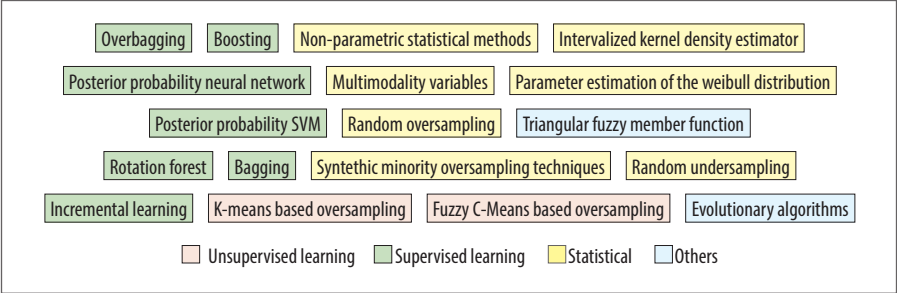 Overbagging Boosting Non-parametric statistical methods Intervalized kernel density estimator
Posterior probability neural network Multimodality variables Parameter estimation of the weibull distribution
Posterior probability SVM Random oversampling Triangular fuzzy member function
Rotation forest Bagging Syntethic minority oversampling techniques Random undersampling
Incremental learning K-means based oversampling Fuzzy C-Means based oversampling Evolutionary algorithms
Unsupervised learning Supervised learning Statistical Others